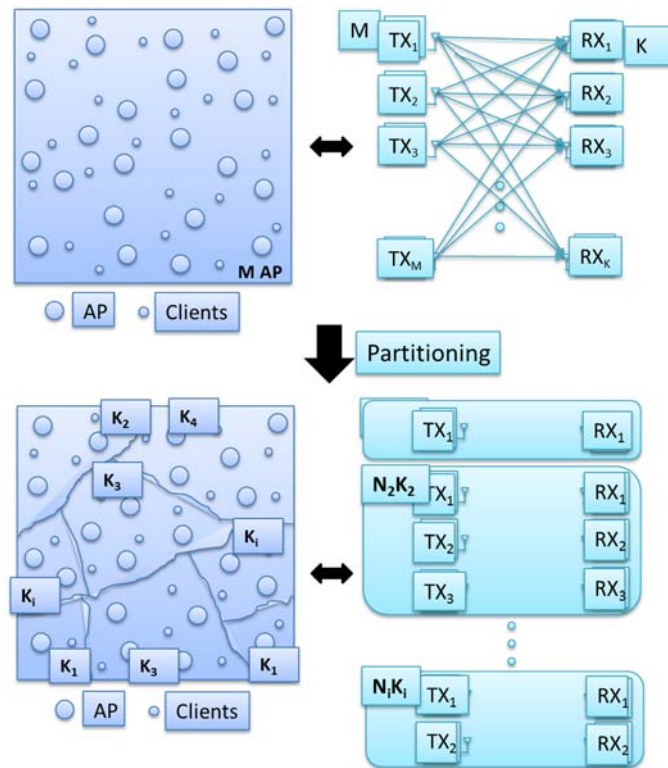 M
TX1
RX1
K
TX2
RX2
TX3
RX3
TXM
RXK
M AP
AP
Clients
Partitioning
K2
K4
K3
Ki
Ki
K1
K3
K1
AP
Clients
TX1
RX1
N2K2
TX1
RX1
TX2
RX2
TX3
RX3
NiKi
TX1
RX1
TX2
RX2